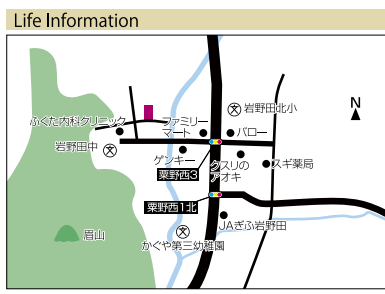 Life Information
岩野田北小
N
ふくた内科クリニック
ファミリー
マート
バロー
岩野田中
ゲンキー
クスリの
アオキ
スギ薬局
粟野西3
粟野西1北
JAぎふ岩野田
眉山
かぐや第三幼稚園